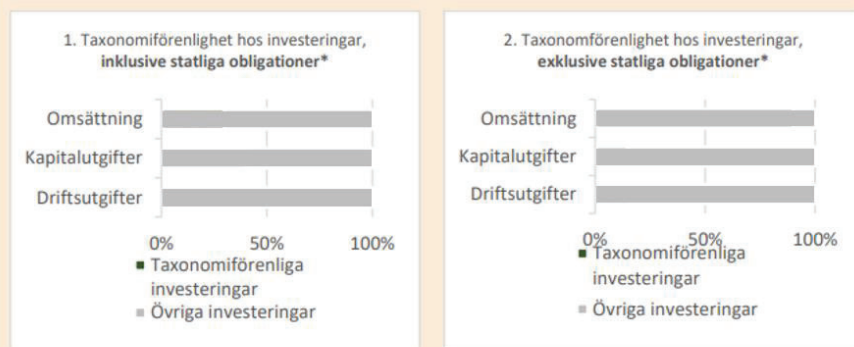 1. Taxonomiförenlighet hos investeringar,
inklusive statliga obligationer*
Omsättning
Kapitalutgifter
Driftsutgifter
0% 50% 100%
Taxonomiförenliga
investeringar
Övriga investeringar
2. Taxonomförenlighet hos investeringar,
exklusive statliga obligationer*
Omsättning
Kapitalutgifter
Driftsutgifter
0% 50% 100%
Taxonomiförenliga
investeringar
Övriga investeringar